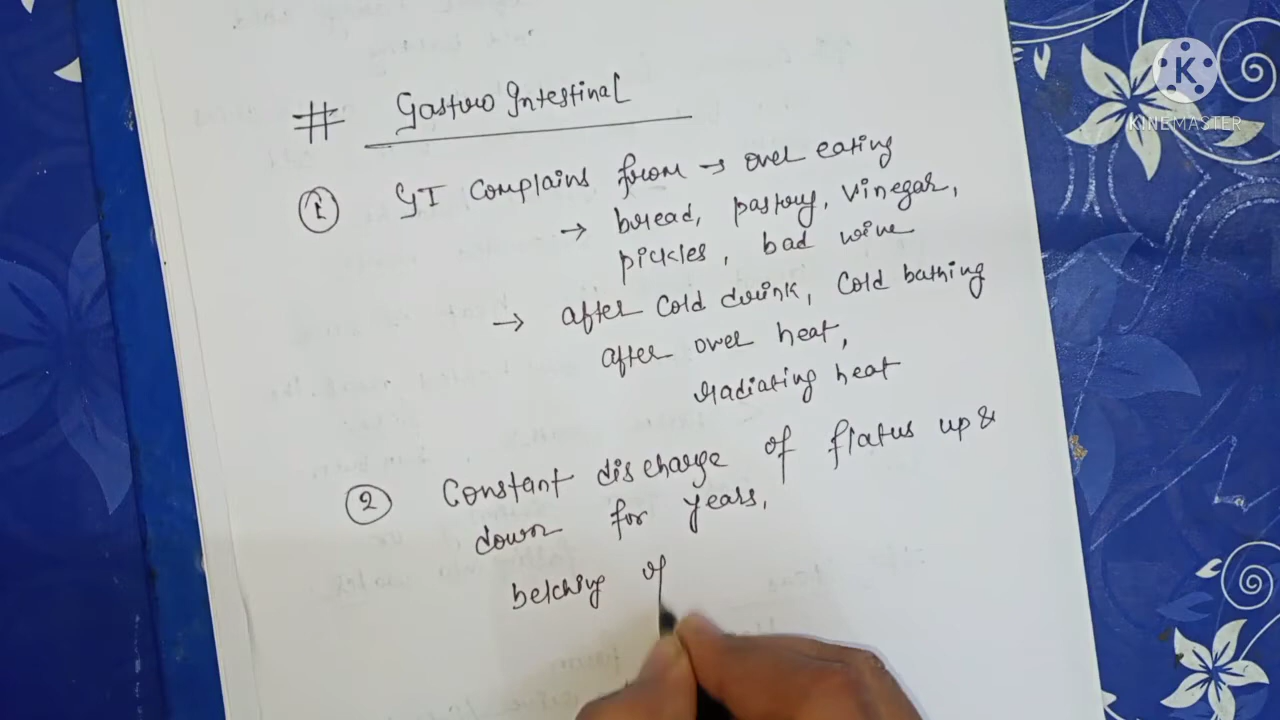 # Gastro Intestinal
① GI Complains from → over eating
→ bread, pastry, vinegar,
pickles, bad wine
→ after cold drink, cold bathing
after over heat,
radiating heat
② Constant discharge of flatus up &
down for years,
belching of
K
KINEMASTER